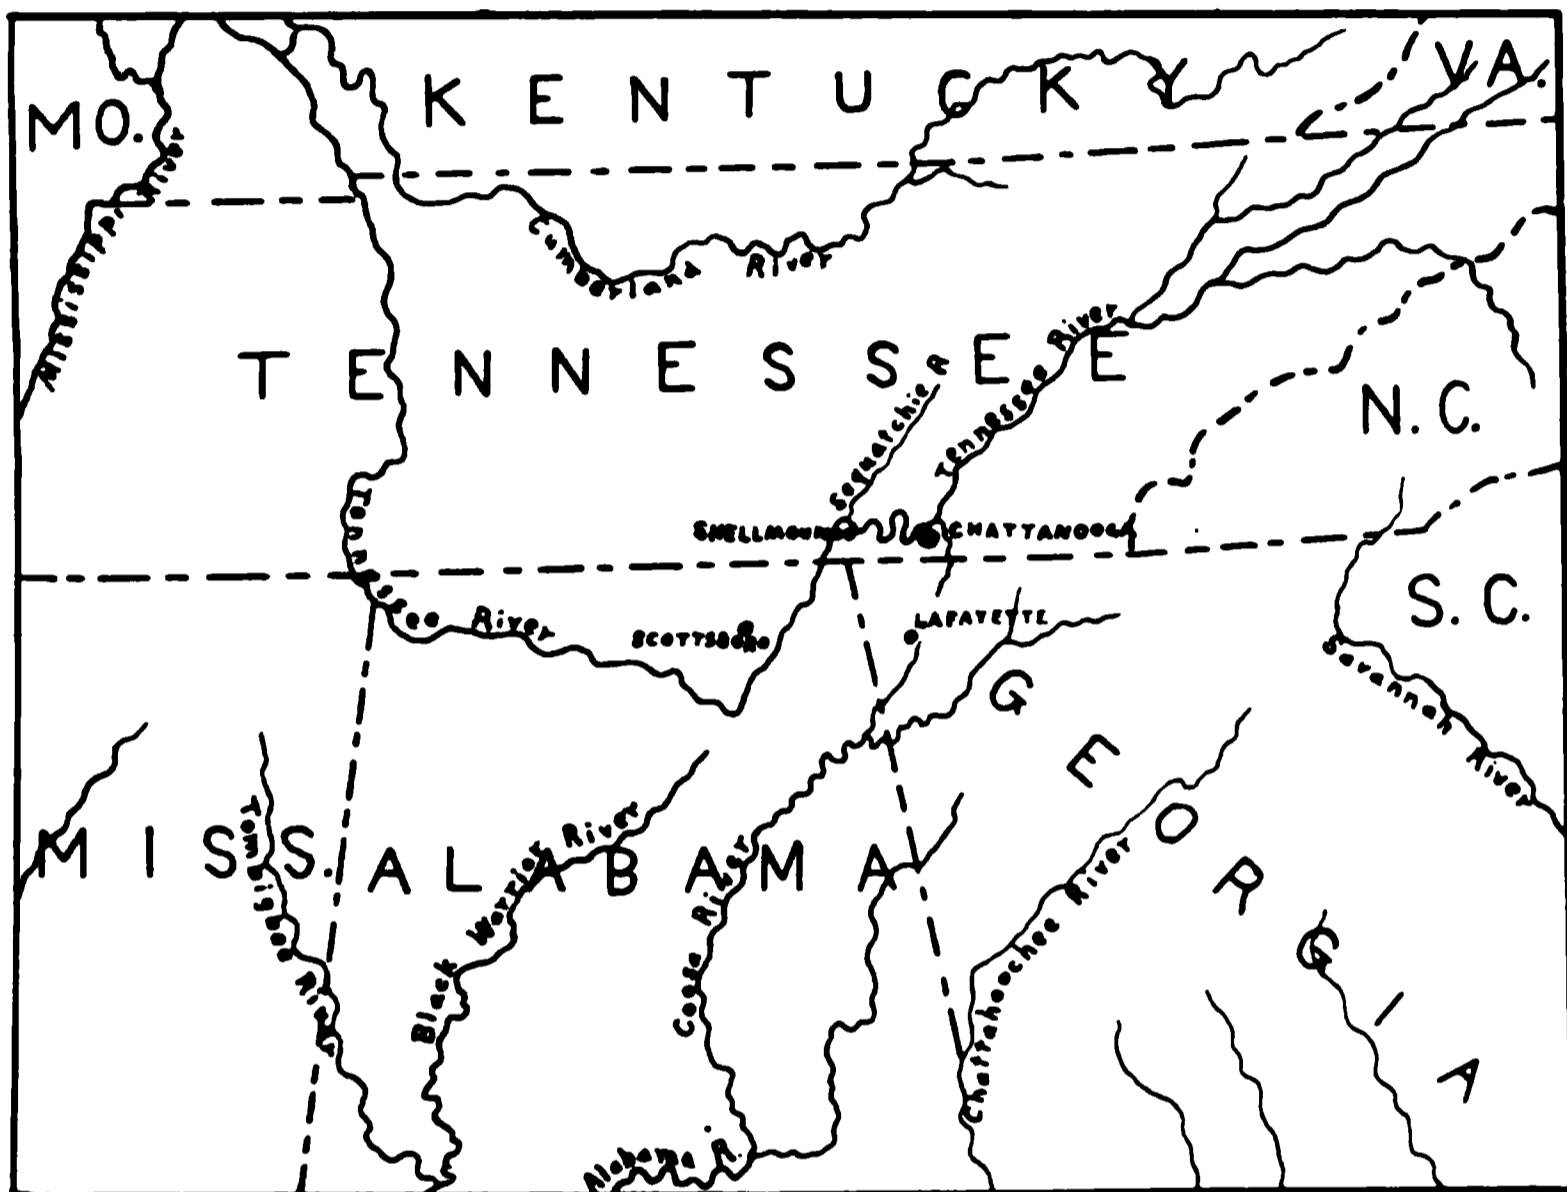 KENTUCKY
VA.
MO.
Mississippi River
Cumberland River
TENNESSEE
Tennessee River
Sequatchie R
N.C.
SHELLMOUND
CHATTANOOGA
Tennessee River
SCOTTSBORO
LAFAYETTE
S.C.
Savannah River
GEORGIA
MISS.
ALABAMA
Tombigbee River
Black Warrior River
Coosa River
Chattahoochee River
Alabama R.